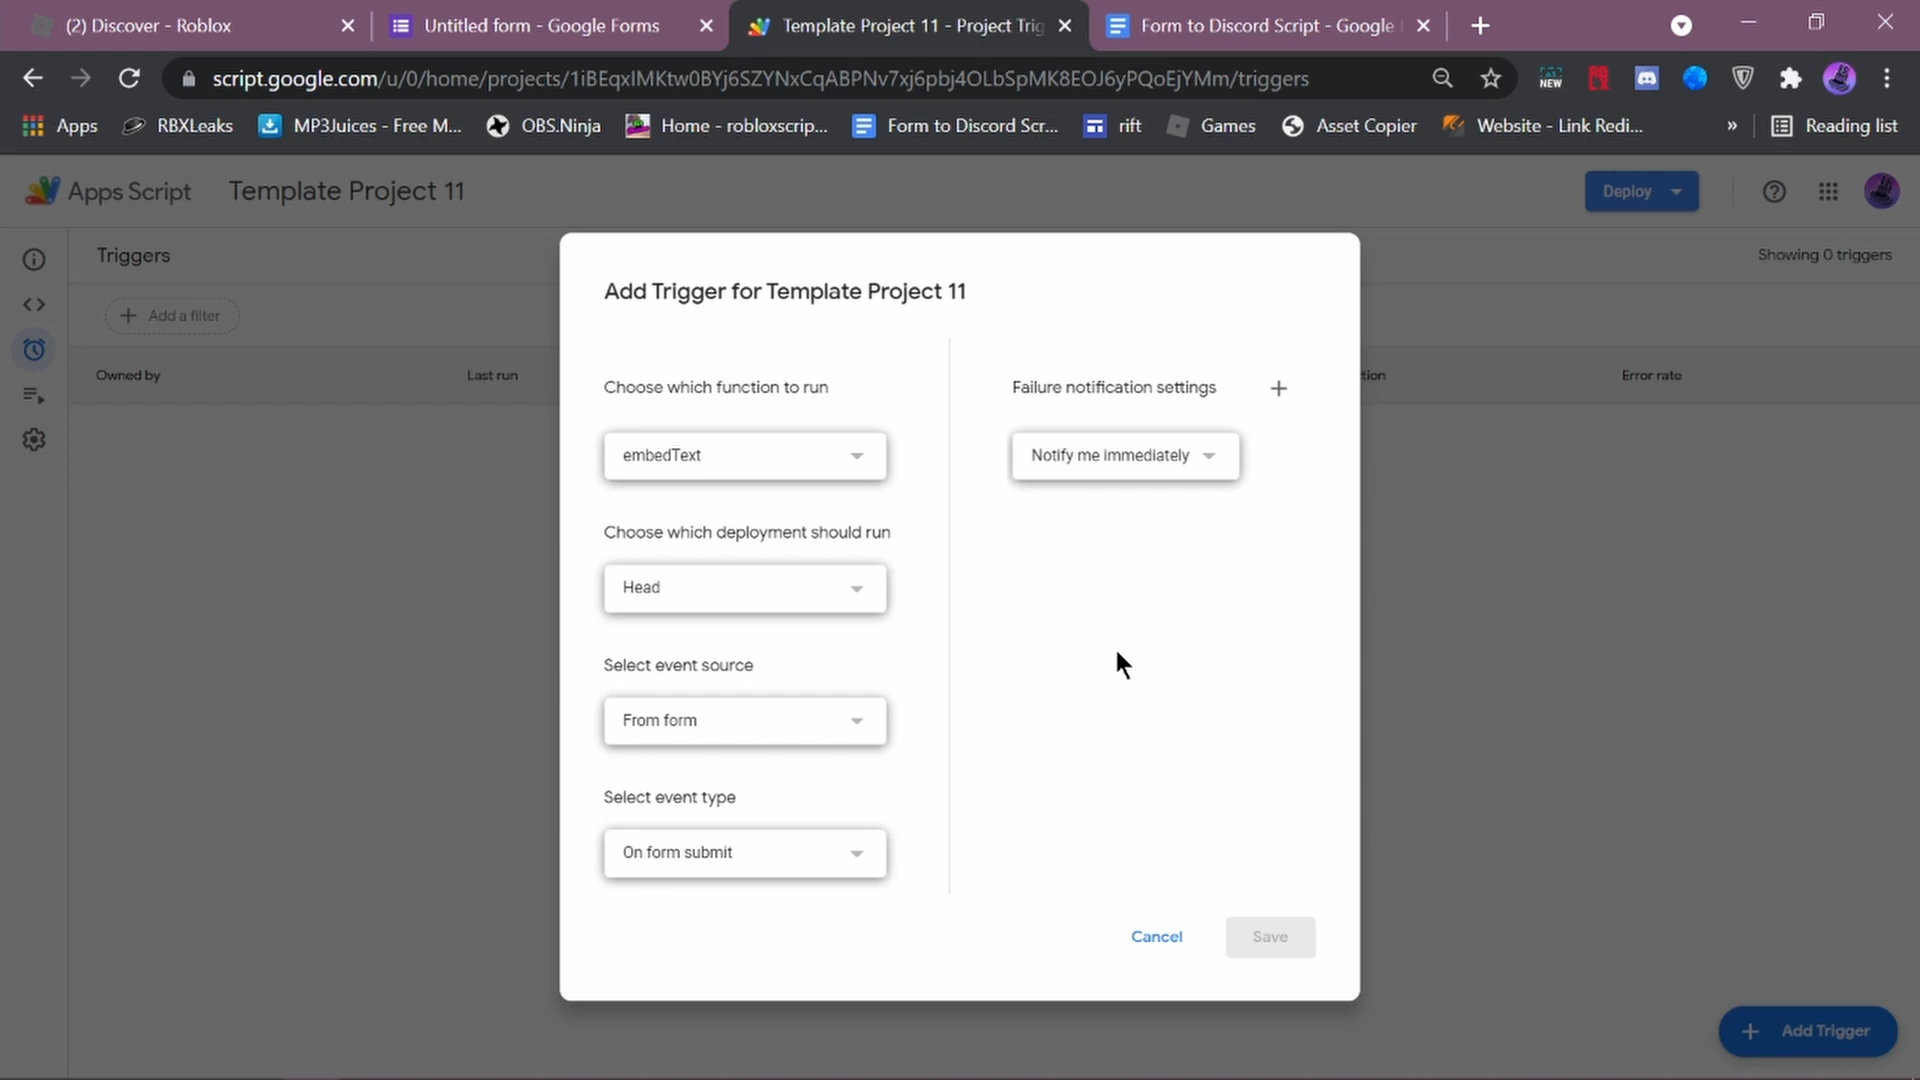 (2) Discover - Roblox
Untitled form - Google Forms
Template Project 11 - Project Trig
Form to Discord Script - Google
script.google.com/u/0/home/projects/1iBEqxIMKtw0BYj6SZYNxCqABPNv7xj6pbj4OLbSpMK8EOJ6yPQoEjYMm/triggers
NEW
Apps
RBXLeaks
MP3Juices - Free M...
OBS.Ninja
Home - robloxscrip...
Form to Discord Scr...
rift
Games
Asset Copier
Website - Link Redi...
»
Reading list
Apps Script
Template Project 11
Deploy
Triggers
Showing 0 triggers
Add a filter
Owned by
Last run
tion
Error rate
Add Trigger for Template Project 11
Choose which function to run
embedText
Choose which deployment should run
Head
Select event source
From form
Select event type
On form submit
Failure notification settings
Notify me immediately
Cancel
Save
Add Trigger